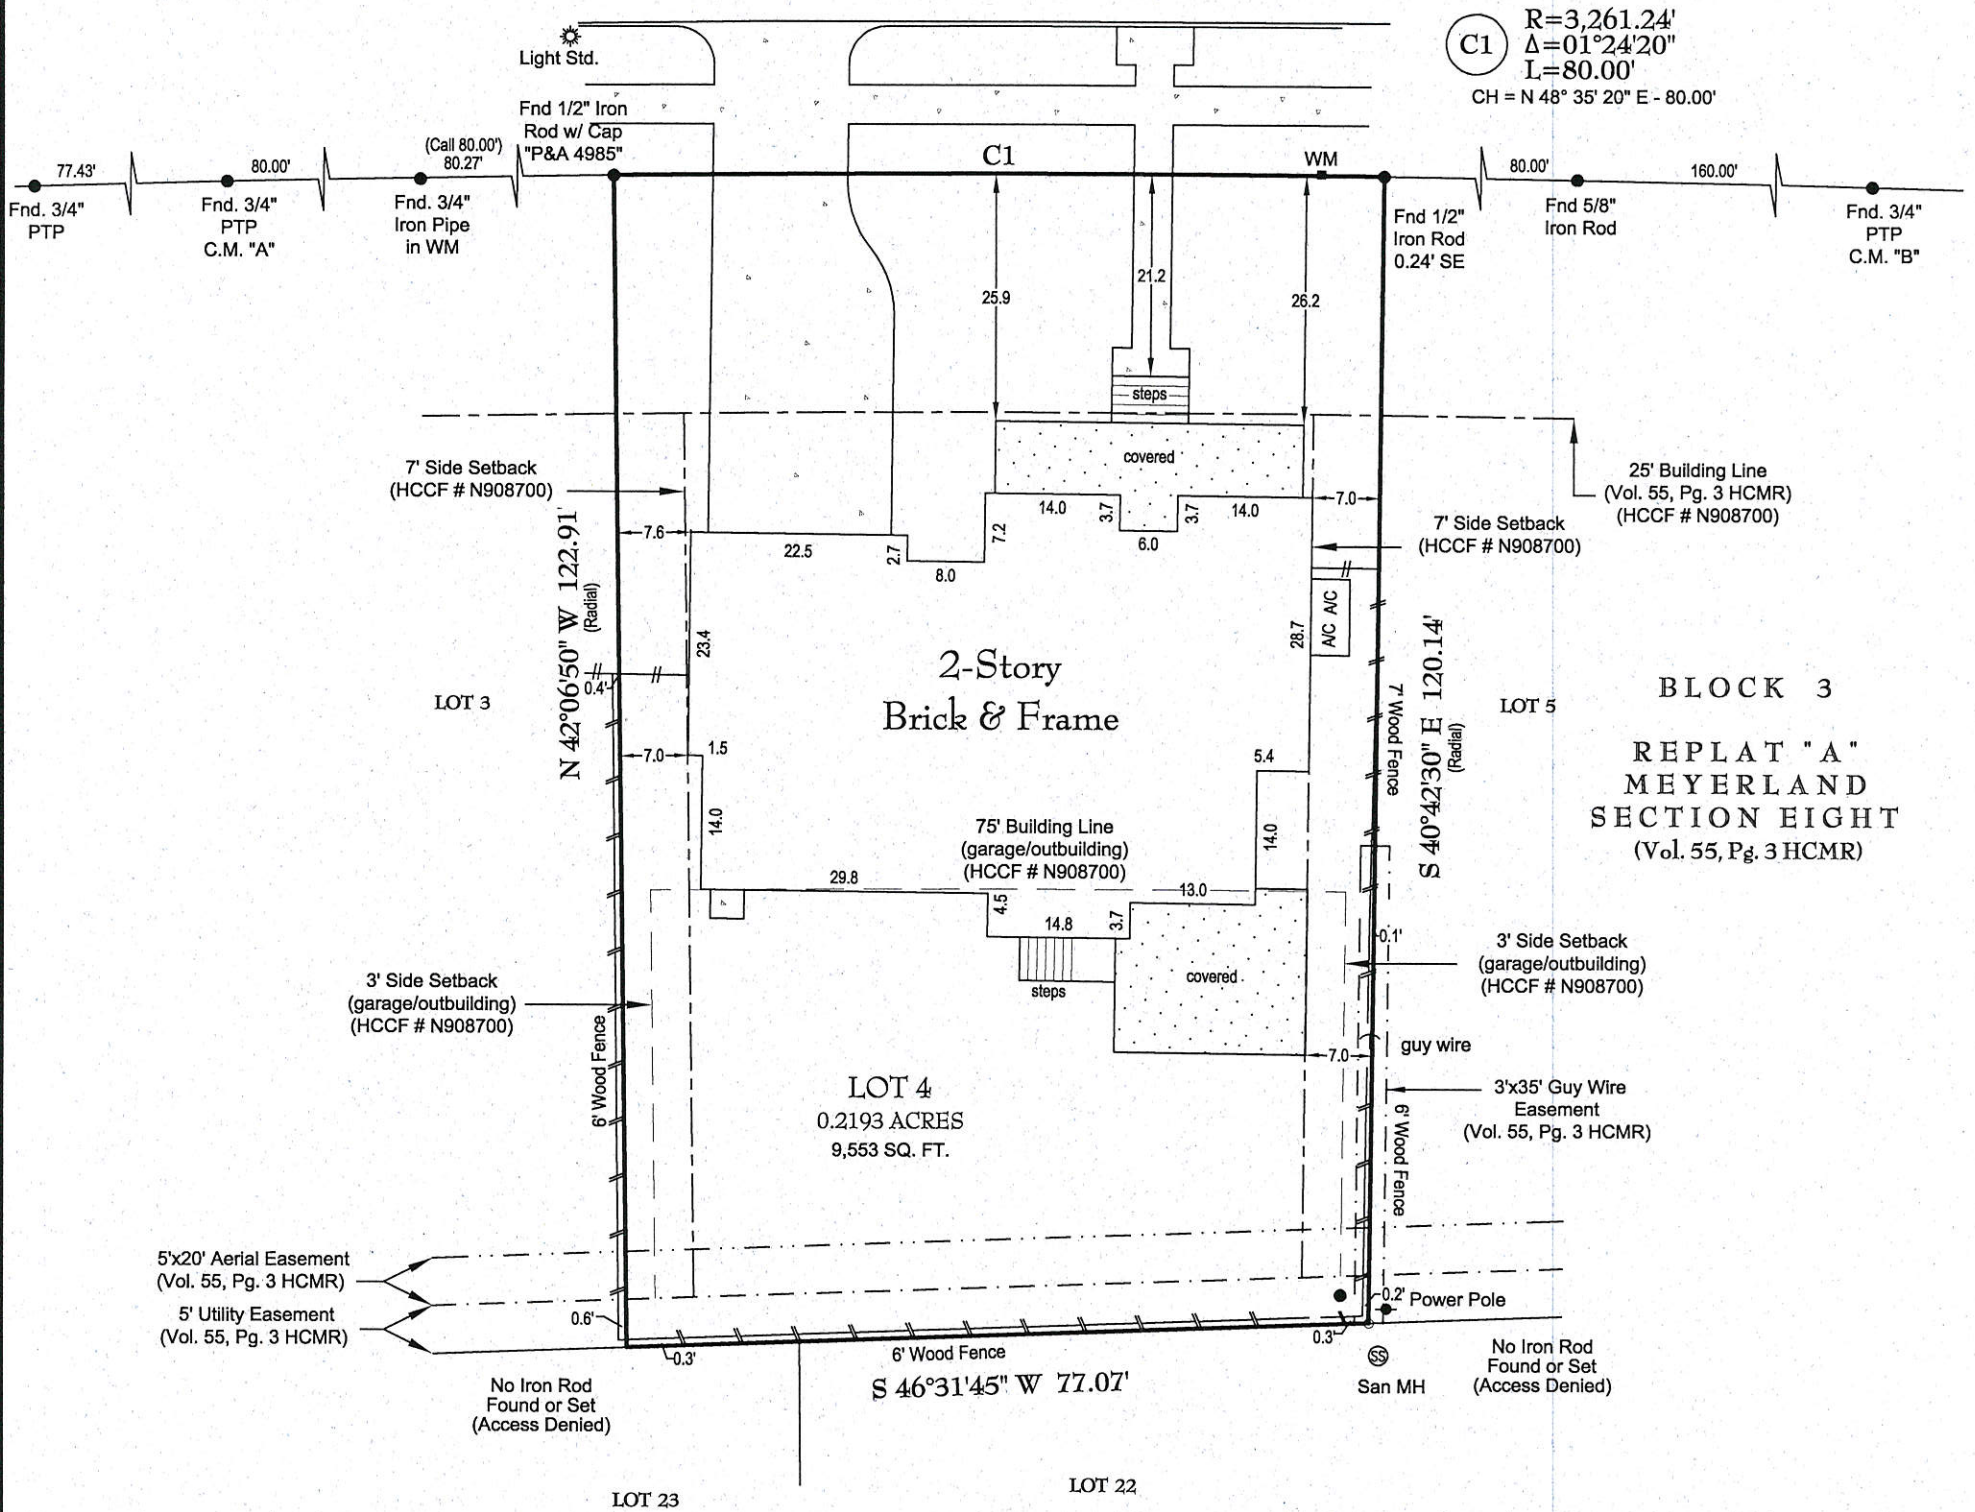 C1
R=3,261.24'
Δ=01°24'20"
L=80.00'
CH = N 48° 35' 20" E - 80.00'
Light Std.
Fnd 1/2" Iron
Rod w/ Cap
"P&A 4985"
(Call 80.00')
80.27'
77.43'
80.00'
C1
WM
80.00'
160.00'
Fnd. 3/4"
PTP
Fnd. 3/4"
PTP
C.M. "A"
Fnd. 3/4"
Iron Pipe
in WM
Fnd 1/2"
Iron Rod
0.24' SE
Fnd 5/8"
Iron Rod
Fnd. 3/4"
PTP
C.M. "B"
25.9
21.2
26.2
steps
covered
7' Side Setback
(HCCF # N908700)
25' Building Line
(Vol. 55, Pg. 3 HCMR)
(HCCF # N908700)
7' Side Setback
(HCCF # N908700)
7.6
22.5
2.7
8.0
7.2
14.0
3.7
6.0
3.7
14.0
7.0
N 42°06'50" W 122.91'
(Radial)
23.4
28.7
A/C A/C
2-Story
Brick & Frame
0.4'
LOT 3
7.0
1.5
14.0
5.4
14.0
7' Wood Fence
S 40°42'30" E 120.14'
(Radial)
LOT 5
BLOCK 3
REPLAT "A"
MEYERLAND
SECTION EIGHT
(Vol. 55, Pg. 3 HCMR)
75' Building Line
(garage/outbuilding)
(HCCF # N908700)
29.8
4.5
14.8
3.7
13.0
steps
covered
7.0
0.1'
3' Side Setback
(garage/outbuilding)
(HCCF # N908700)
3' Side Setback
(garage/outbuilding)
(HCCF # N908700)
guy wire
3'x35' Guy Wire
Easement
(Vol. 55, Pg. 3 HCMR)
6' Wood Fence
6' Wood Fence
LOT 4
0.2193 ACRES
9,553 SQ. FT.
5'x20' Aerial Easement
(Vol. 55, Pg. 3 HCMR)
5' Utility Easement
(Vol. 55, Pg. 3 HCMR)
0.6'
0.3'
6' Wood Fence
0.3'
0.2'
Power Pole
S 46°31'45" W 77.07'
SS
San MH
No Iron Rod
Found or Set
(Access Denied)
No Iron Rod
Found or Set
(Access Denied)
LOT 23
LOT 22